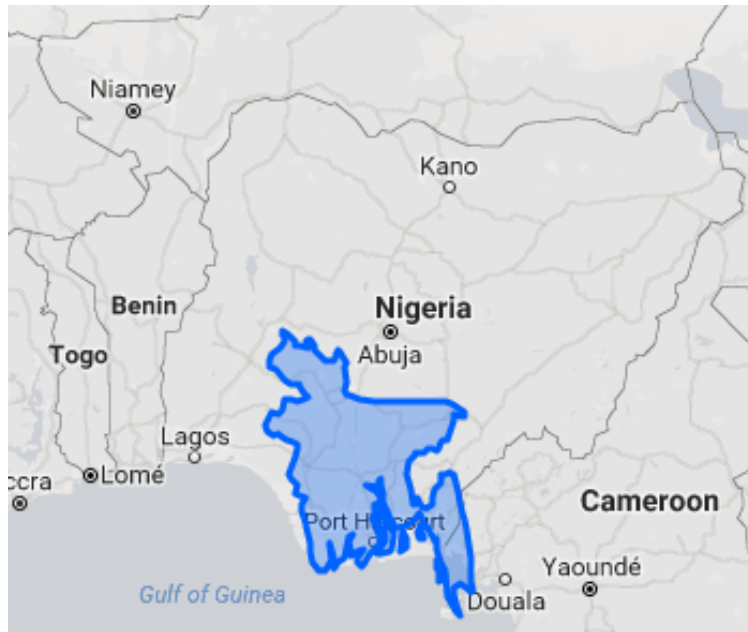 Niamey
Kano
Benin
Nigeria
Togo
Abuja
Lagos
ccra
Lomé
Cameroon
Port Harcourt
Yaoundé
Gulf of Guinea
Douala